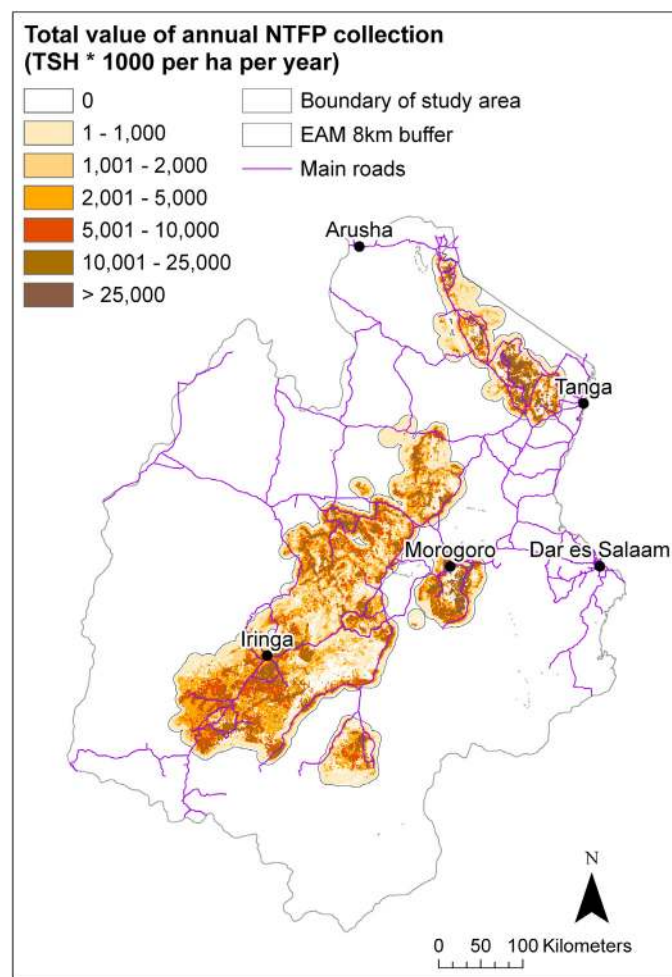 Total value of annual NTFP collection
(TSH * 1000 per ha per year)
0
1 - 1,000
1,001 - 2,000
2,001 - 5,000
5,001 - 10,000
10,001 - 25,000
> 25,000
Boundary of study area
EAM 8km buffer
Main roads
Arusha
Tanga
Morogoro
Dar es Salaam
Iringa
N
0 50 100 Kilometers